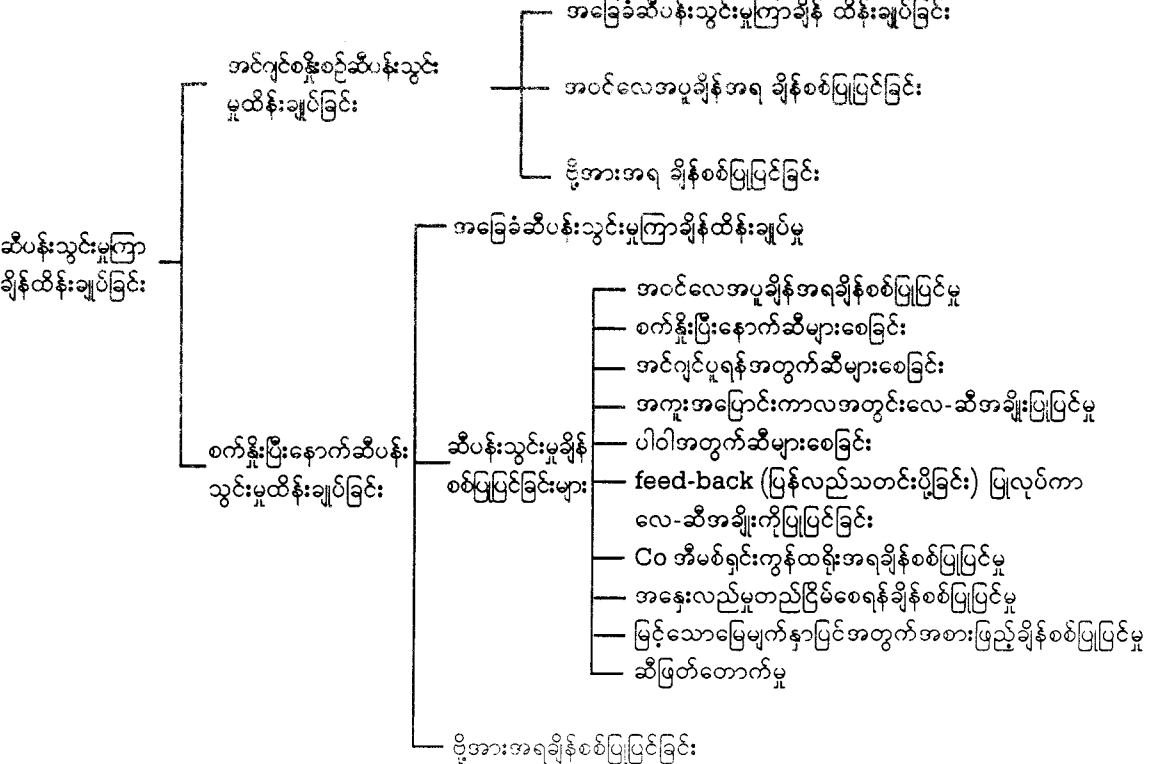 အခြေခံဆီပန်းသွင်းမှုကြာချိန် ထိန်းချုပ်ခြင်း
အင်ဂျင်စနှိုးစဉ်ဆီပန်းသွင်း
မှုထိန်းချုပ်ခြင်း
အဝင်လေအပူချိန်အရ ချိန်စစ်ပြုပြင်ခြင်း
ဗို့အားအရ ချိန်စစ်ပြုပြင်ခြင်း
ဆီပန်းသွင်းမှုကြာ
ချိန်ထိန်းချုပ်ခြင်း
အခြေခံဆီပန်းသွင်းမှုကြာချိန်ထိန်းချုပ်မှု
စက်နှိုးပြီးနောက်ဆီပန်း
သွင်းမှုထိန်းချုပ်ခြင်း
ဆီပန်းသွင်းမှုချိန်
စစ်ပြုပြင်ခြင်းများ
အဝင်လေအပူချိန်အရချိန်စစ်ပြုပြင်မှု
စက်နှိုးပြီးနောက်ဆီများစေခြင်း
အင်ဂျင်ပူရန်အတွက်ဆီများစေခြင်း
အကူးအပြောင်းကာလအတွင်းလေ-ဆီအချိုးပြုပြင်မှု
ပါဝါအတွက်ဆီများစေခြင်း
feed-back (ပြန်လည်သတင်းပို့ခြင်း) ပြုလုပ်ကာ
လေ-ဆီအချိုးကိုပြုပြင်ခြင်း
Co အီမစ်ရှင်းကွန်ထရိုးအရချိန်စစ်ပြုပြင်မှု
အနှေးလည်မှုတည်ငြိမ်စေရန်ချိန်စစ်ပြုပြင်မှု
မြင့်သောမြေမျက်နှာပြင်အတွက်အစားဖြည့်ချိန်စစ်ပြုပြင်မှု
ဆီဖြတ်တောက်မှု
ဗို့အားအရချိန်စစ်ပြုပြင်ခြင်း